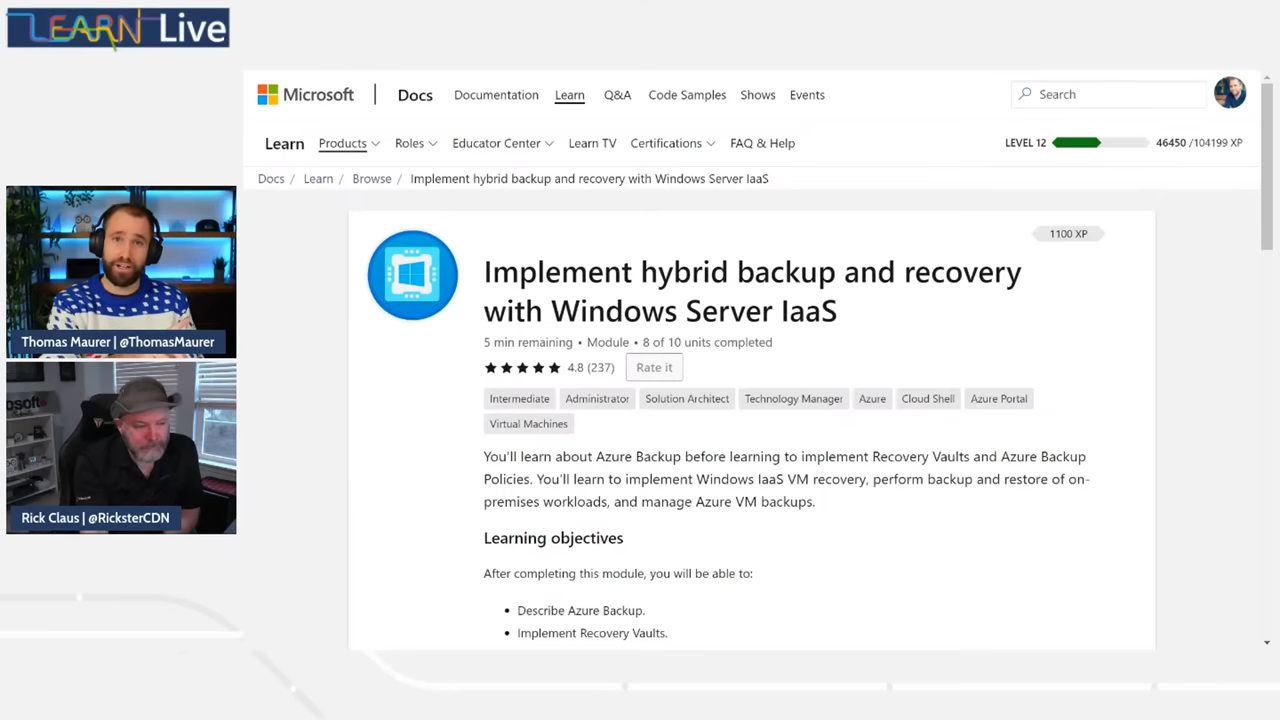 LEARN Live
Microsoft
Docs
Documentation
Learn
Q&A
Code Samples
Shows
Events
Search
Learn
Products
Roles
Educator Center
Learn TV
Certifications
FAQ & Help
LEVEL 12
46450 /104199 XP
Docs / Learn / Browse / Implement hybrid backup and recovery with Windows Server IaaS
1100 XP
Implement hybrid backup and recovery
with Windows Server IaaS
5 min remaining • Module • 8 of 10 units completed
4.8 (237)
Rate it
Intermediate
Administrator
Solution Architect
Technology Manager
Azure
Cloud Shell
Azure Portal
Virtual Machines
You'll learn about Azure Backup before learning to implement Recovery Vaults and Azure Backup
Policies. You'll learn to implement Windows IaaS VM recovery, perform backup and restore of on-
premises workloads, and manage Azure VM backups.
Learning objectives
After completing this module, you will be able to:
• Describe Azure Backup.
• Implement Recovery Vaults.
Thomas Maurer | @ThomasMaurer
osoft
Rick Claus | @RicksterCDN